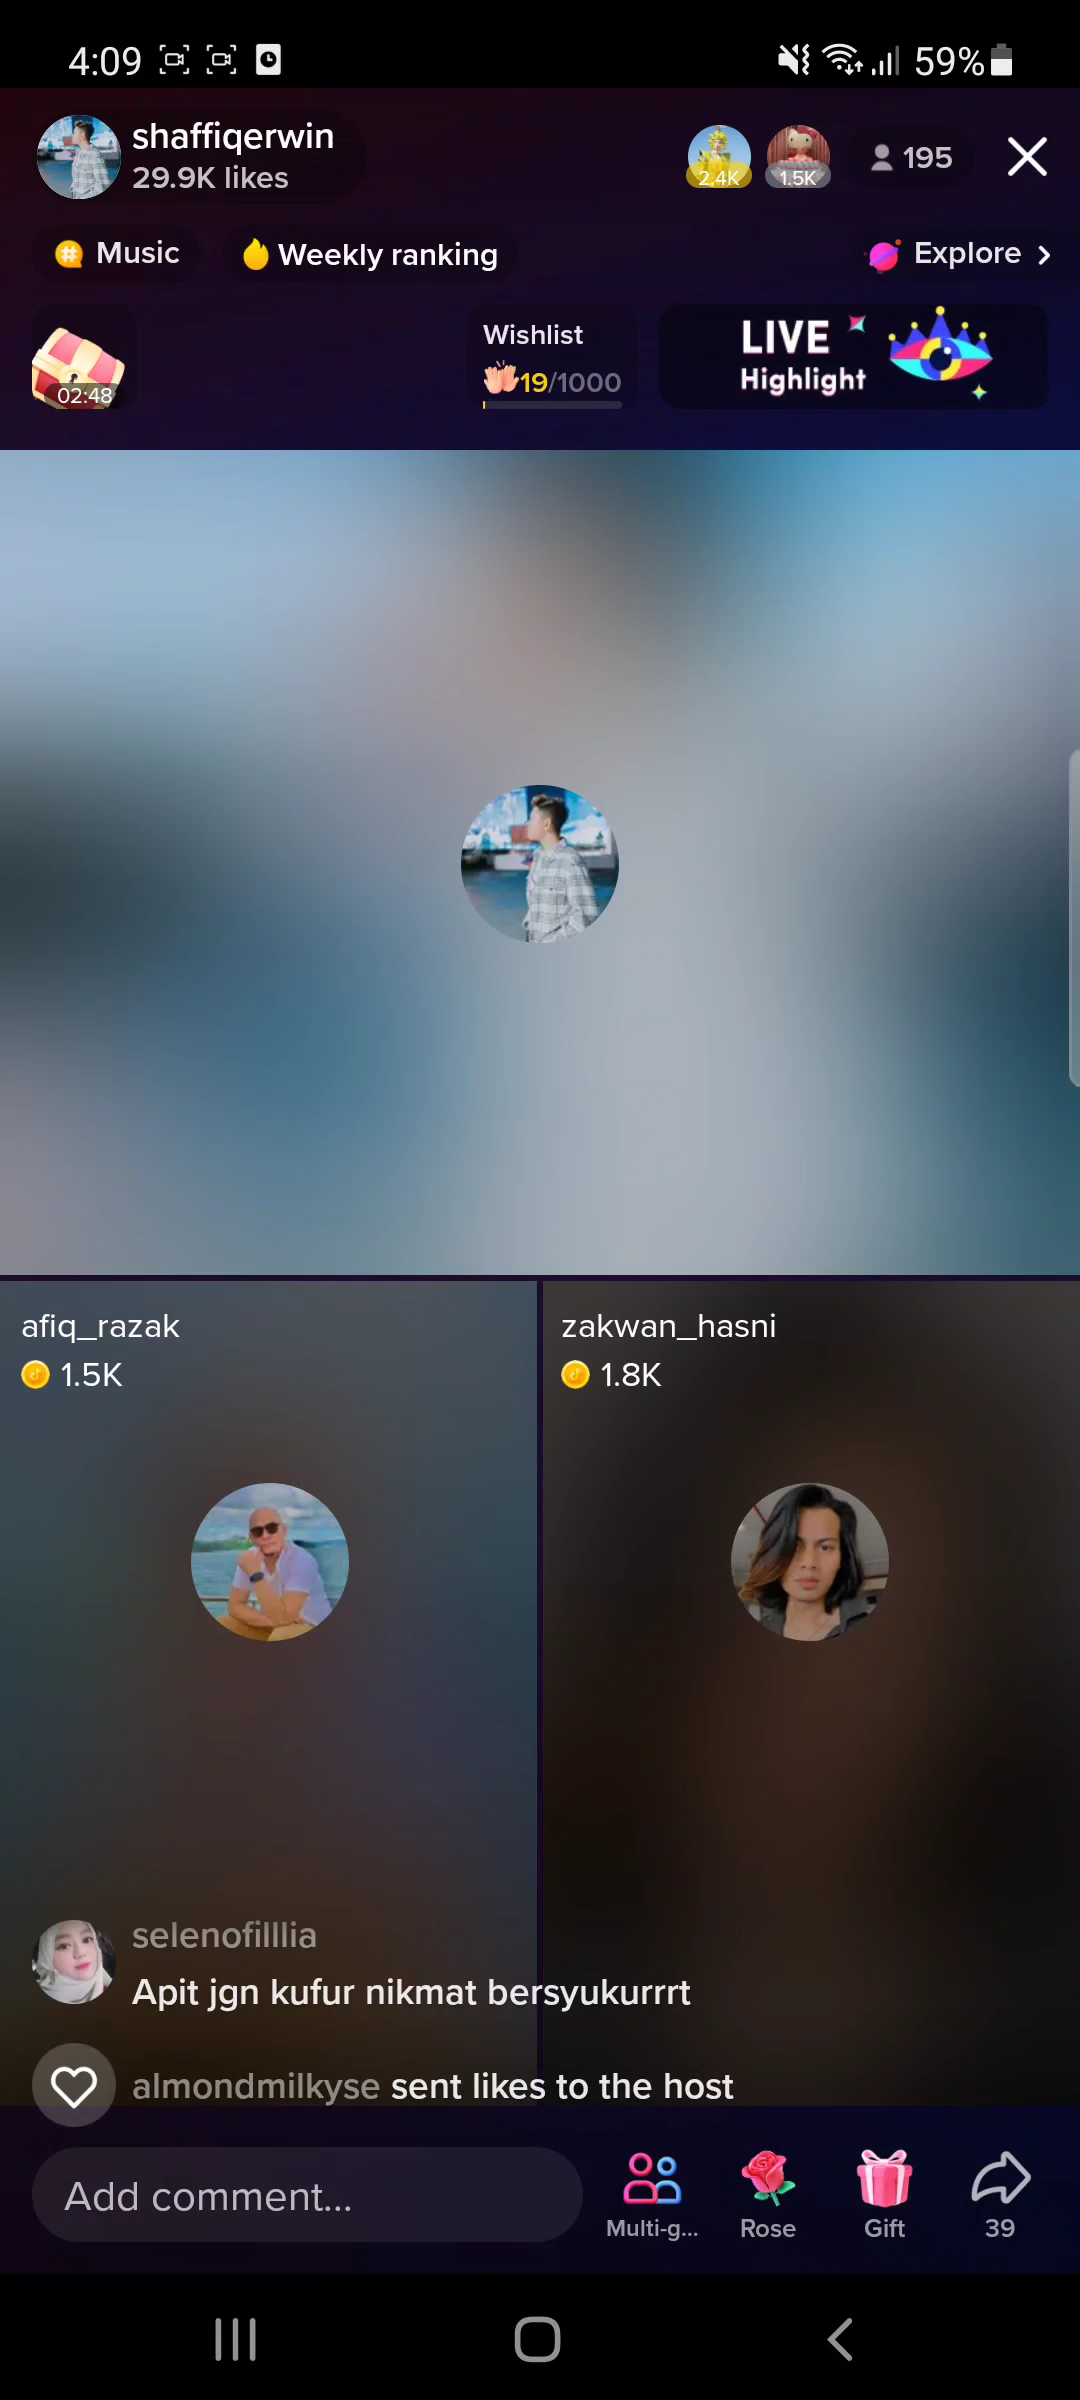 4:09
59%
shaffiqerwin
29.9K likes
2.4K
1.5K
195
Music
Weekly ranking
Explore
02:48
Wishlist
19/1000
LIVE
Highlight
afiq_razak
1.5K
zakwan_hasni
1.8K
selenofilllia
Apit jgn kufur nikmat bersyukurrrt
almondmilkyse sent likes to the host
Add comment...
Multi-g...
Rose
Gift
39